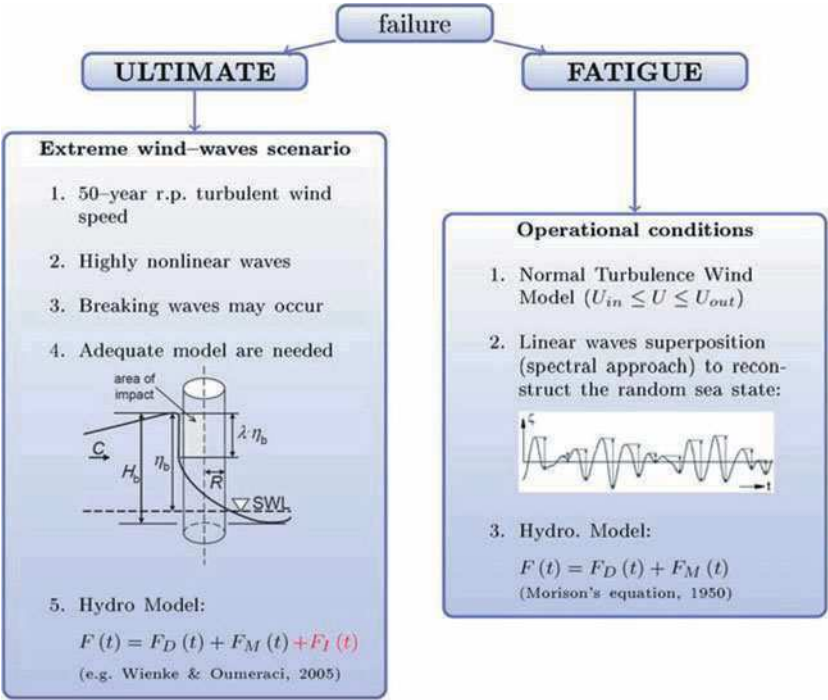 failure
ULTIMATE
FATIGUE
Extreme wind–waves scenario
1. 50–year r.p. turbulent wind
speed
2. Highly nonlinear waves
3. Breaking waves may occur
4. Adequate model are needed
area of
impact
λ·η_b
C
H_b
η_b
R
SWL
5. Hydro Model:
F (t) = F_D (t) + F_M (t) +F_I (t)
(e.g. Wienke & Oumeraci, 2005)
Operational conditions
1. Normal Turbulence Wind
Model (U_in ≤ U ≤ U_out)
2. Linear waves superposition
(spectral approach) to recon-
struct the random sea state:
ζ
t
3. Hydro. Model:
F (t) = F_D (t) + F_M (t)
(Morison's equation, 1950)